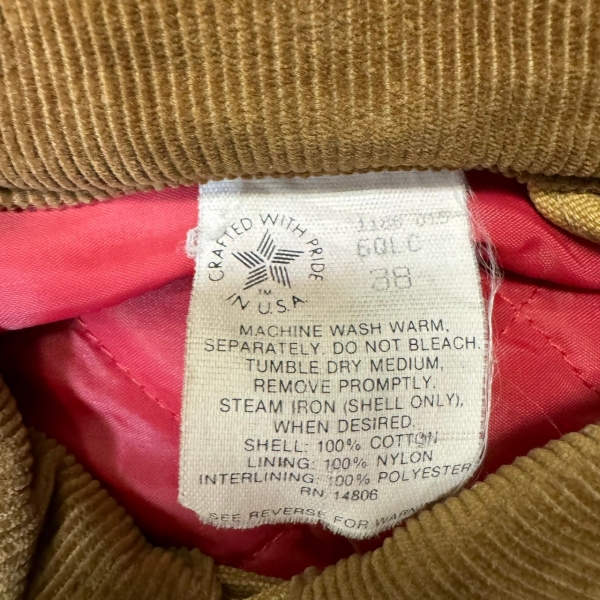 CRAFTED WITH PRIDE
IN U.S.A.
TM
6QLC
38
MACHINE WASH WARM,
SEPARATELY. DO NOT BLEACH.
TUMBLE DRY MEDIUM,
REMOVE PROMPTLY.
STEAM IRON (SHELL ONLY),
WHEN DESIRED.
SHELL: 100% COTTON
LINING: 100% NYLON
INTERLINING: 100% POLYESTER
RN 14806
SEE REVERSE FOR